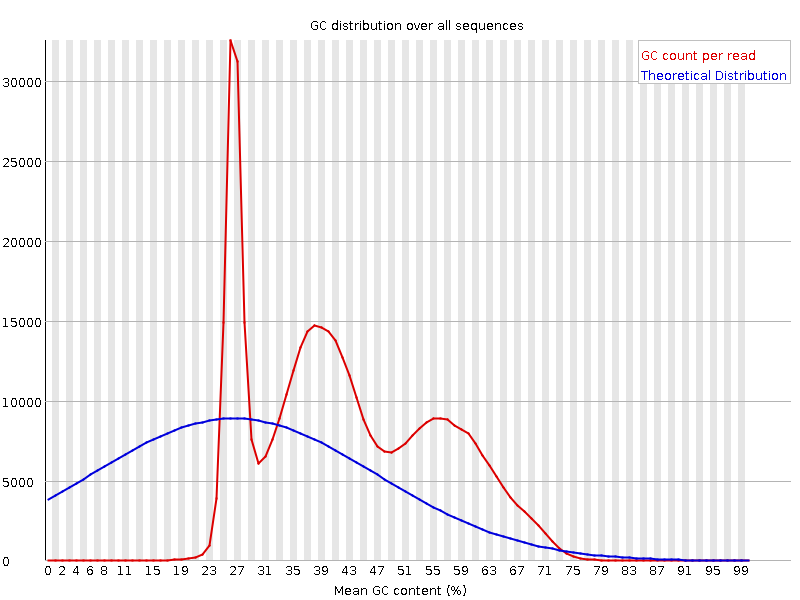 GC distribution over all sequences
GC count per read
Theoretical Distribution
30000
25000
20000
15000
10000
5000
0
0 2 4 6 8 11 15 19 23 27 31 35 39 43 47 51 55 59 63 67 71 75 79 83 87 91 95 99
Mean GC content (%)